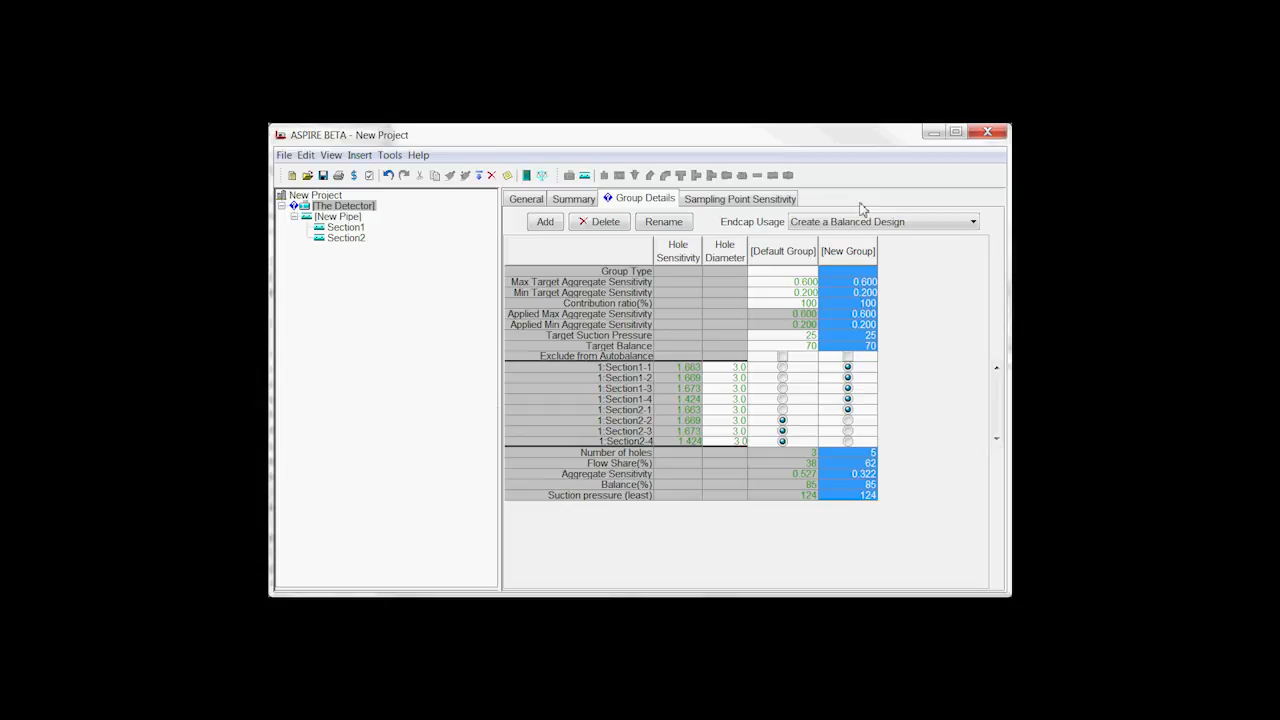 ASPIRE BETA - New Project
File Edit View Insert Tools Help
New Project
[The Detector]
[New Pipe]
Section1
Section2
General Summary Group Details Sampling Point Sensitivity
Add Delete Rename Endcap Usage Create a Balanced Design
Hole Sensitivity Hole Diameter [Default Group] [New Group]
Group Type
Max Target Aggregate Sensitivity 0.600 0.600
Min Target Aggregate Sensitivity 0.200 0.200
Contribution ratio(%) 100 100
Applied Max Aggregate Sensitivity 0.600 0.600
Applied Min Aggregate Sensitivity 0.200 0.200
Target Suction Pressure 25 25
Target Balance 70 70
Exclude from Autobalance
1:Section1-1 1.663 3.0
1:Section1-2 1.669 3.0
1:Section1-3 1.673 3.0
1:Section1-4 1.424 3.0
1:Section2-1 1.663 3.0
1:Section2-2 1.669 3.0
1:Section2-3 1.673 3.0
1:Section2-4 1.424 3.0
Number of holes 3 5
Flow Share(%) 38 62
Aggregate Sensitivity 0.527 0.322
Balance(%) 85 85
Suction pressure (least) 124 124